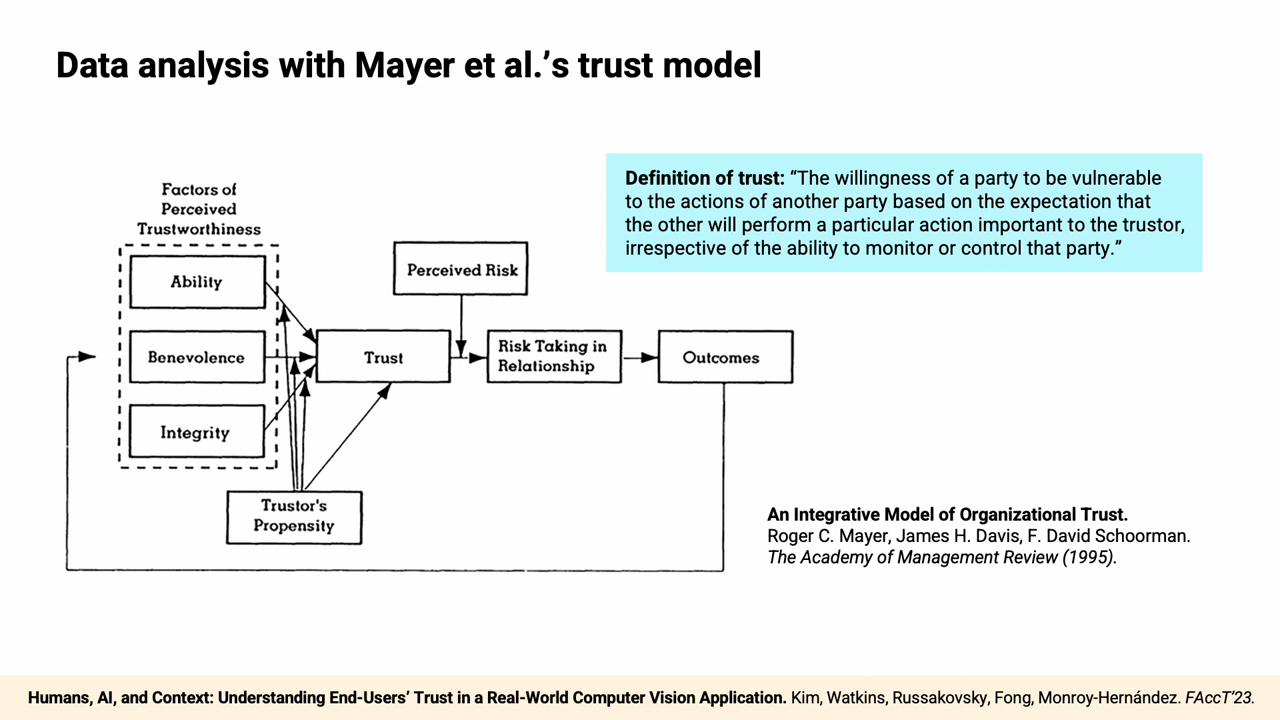 Data analysis with Mayer et al.’s trust model
Factors of
Perceived
Trustworthiness
Ability
Benevolence
Integrity
Trustor's
Propensity
Trust
Perceived Risk
Risk Taking in
Relationship
Outcomes
Definition of trust: “The willingness of a party to be vulnerable
to the actions of another party based on the expectation that
the other will perform a particular action important to the trustor,
irrespective of the ability to monitor or control that party.”
An Integrative Model of Organizational Trust.
Roger C. Mayer, James H. Davis, F. David Schoorman.
The Academy of Management Review (1995).
Humans, AI, and Context: Understanding End-Users’ Trust in a Real-World Computer Vision Application. Kim, Watkins, Russakovsky, Fong, Monroy-Hernández. FAccT’23.